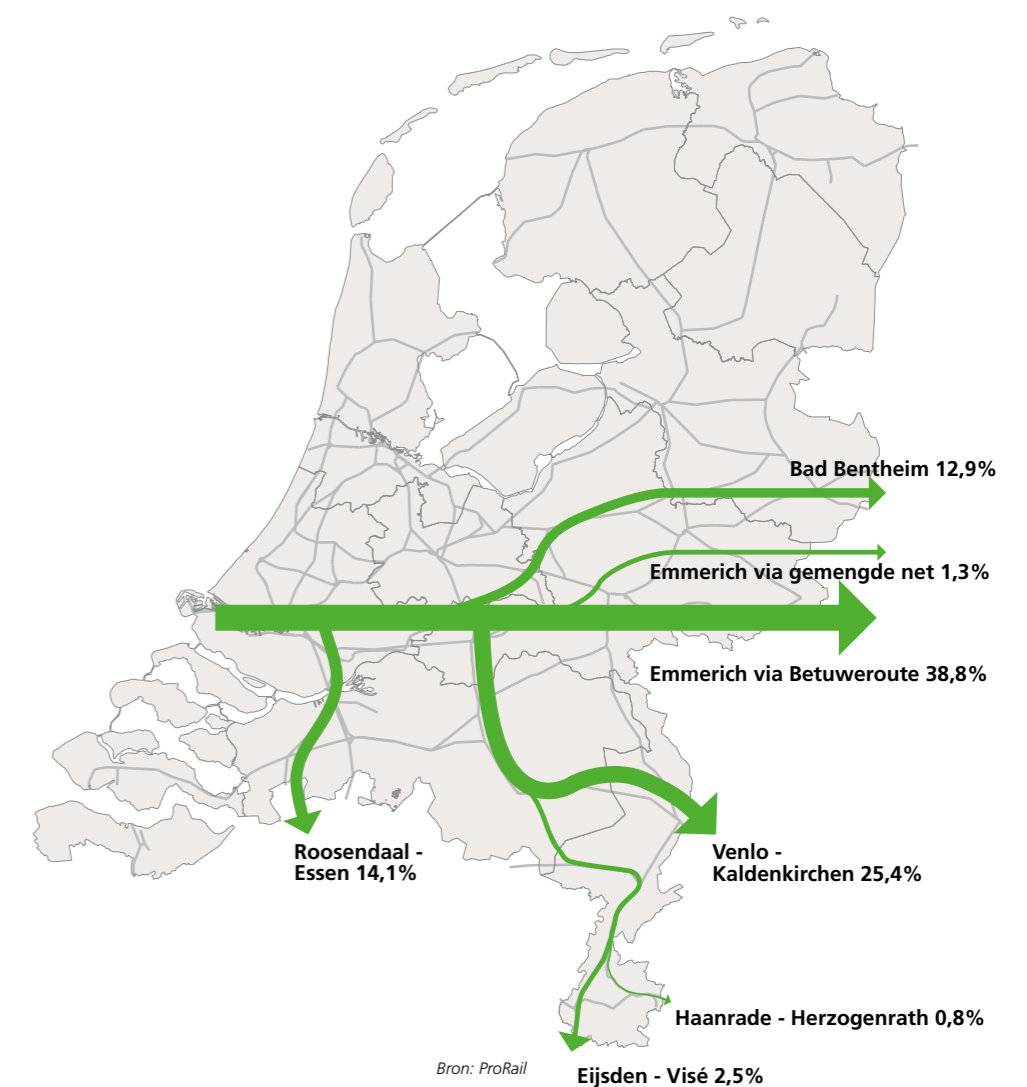 Bad Bentheim 12,9%
Emmerich via gemengde net 1,3%
Emmerich via Betuweroute 38,8%
Roosendaal -
Essen 14,1%
Venlo -
Kaldenkirchen 25,4%
Haanrade - Herzogenrath 0,8%
Bron: ProRail
Eijsden - Visé 2,5%